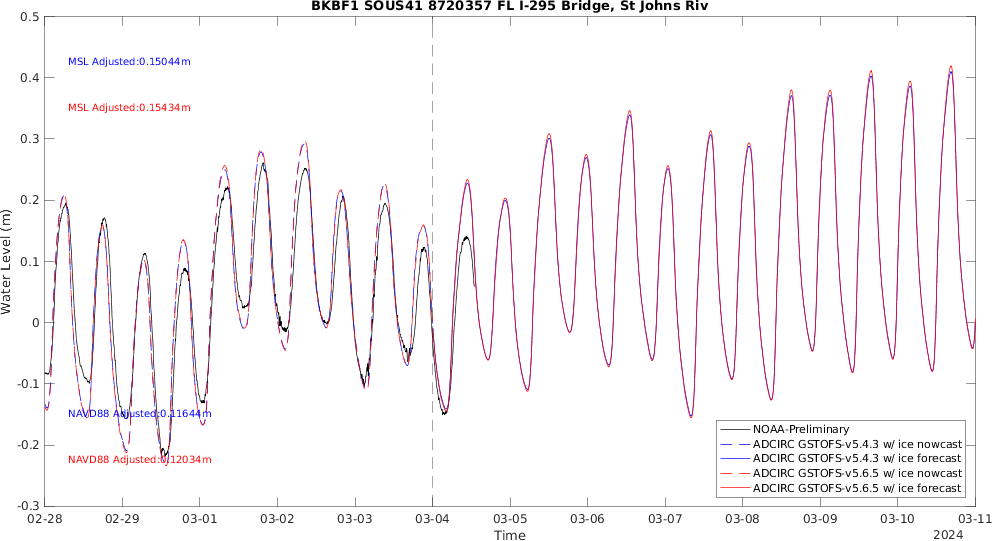 BKBF1 SOUS41 8720357 FL I-295 Bridge, St Johns Riv
0.5
0.4
0.3
0.2
0.1
0
-0.1
-0.2
-0.3
Water Level (m)
MSL Adjusted:0.15044m
MSL Adjusted:0.15434m
NAVD88 Adjusted:0.11644m
NAVD88 Adjusted:0.12034m
NOAA-Preliminary
ADCIRC GSTOFS-v5.4.3 w/ ice nowcast
ADCIRC GSTOFS-v5.4.3 w/ ice forecast
ADCIRC GSTOFS-v5.6.5 w/ ice nowcast
ADCIRC GSTOFS-v5.6.5 w/ ice forecast
02-28 02-29 03-01 03-02 03-03 03-04 03-05 03-06 03-07 03-08 03-09 03-10 03-11
Time
2024